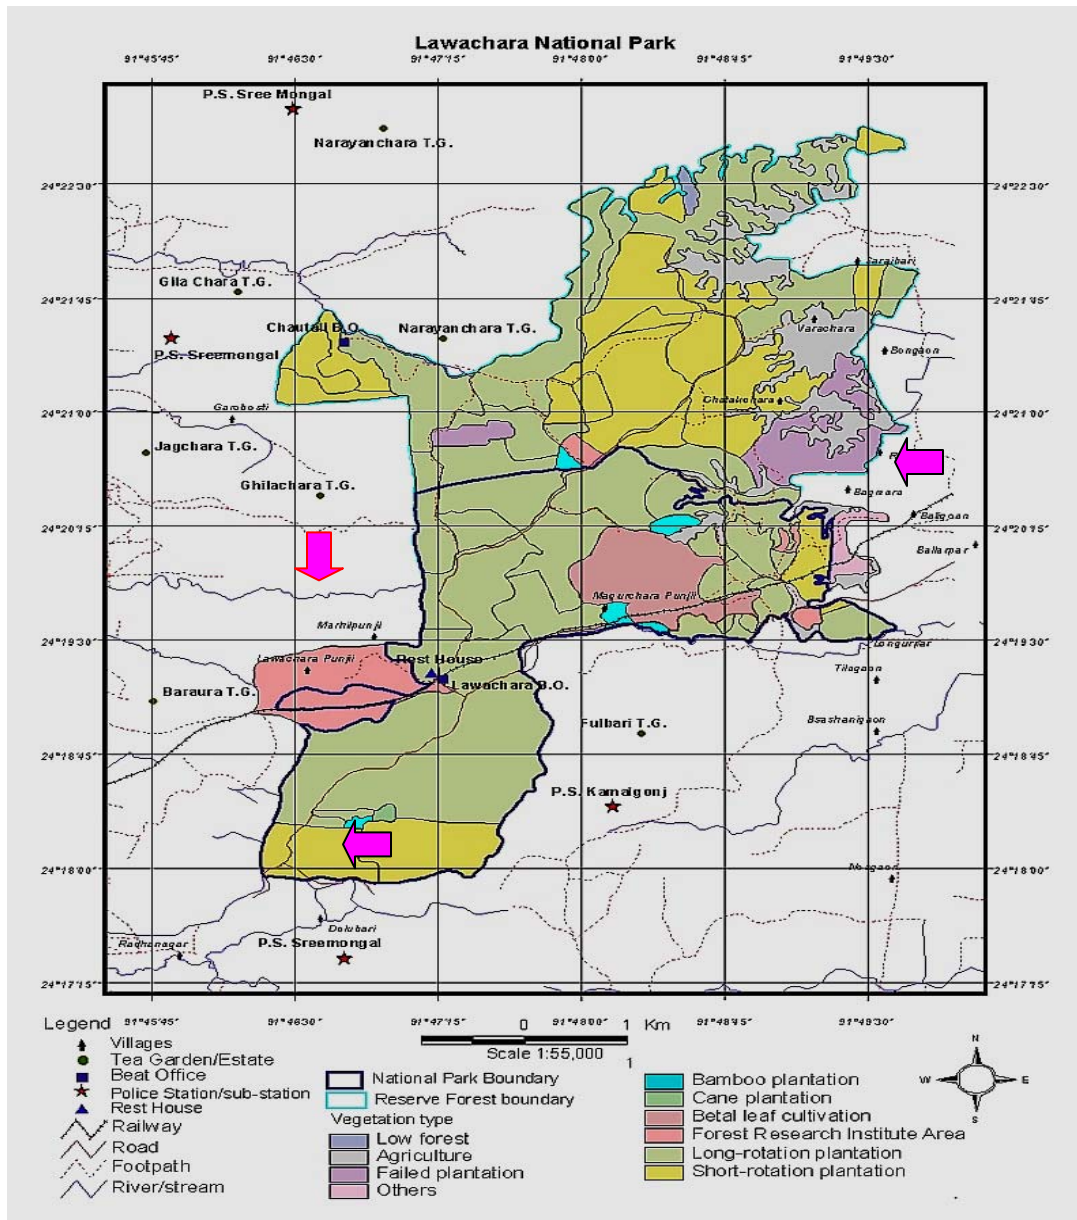 Lawachara National Park
91°45'45" 91°46'30" 91°47'15" 91°48'00" 91°48'45" 91°49'30"
P.S. Sree Mongal
Narayanchara T.G.
24°22'30" 24°22'30"
Saraibari
Gila Chara T.G.
24°21'45" 24°21'45"
Chautali B.O. Narayanchara T.G. Varachara
P.S. Sreemongal Bongaon
Chatakchara
Garobosti
24°21'00" 24°21'00"
Jagchara T.G.
Ghilachara T.G. Bagmara
Baligoan
24°20'15" 24°20'15"
Ballarpar
Magurchara Punjii
Marhilpunji
24°19'30" 24°19'30"
Longurpar
Lawachara Punjii Rest House
Tilagaon
Baraura T.G. Lawachara B.O.
Fulbari T.G. Bsashanigaon
24°18'45" 24°18'45"
P.S. Kamalgonj
24°18'00" 24°18'00"
Dolubari
Radhanagar P.S. Sreemongal
24°17'15" 24°17'15"
91°45'45" 91°46'30" 91°47'15" 91°48'00" 91°48'45" 91°49'30"
Legend
Villages
Tea Garden/Estate
Beat Office
Police Station/sub-station
Rest House
Railway
Road
Footpath
River/stream
0 1 Km
Scale 1:55,000
1
National Park Boundary
Reserve Forest boundary
Vegetation type
Low forest
Agriculture
Failed plantation
Others
Bamboo plantation
Cane plantation
Betal leaf cultivation
Forest Research Institute Area
Long-rotation plantation
Short-rotation plantation
N
W E
S